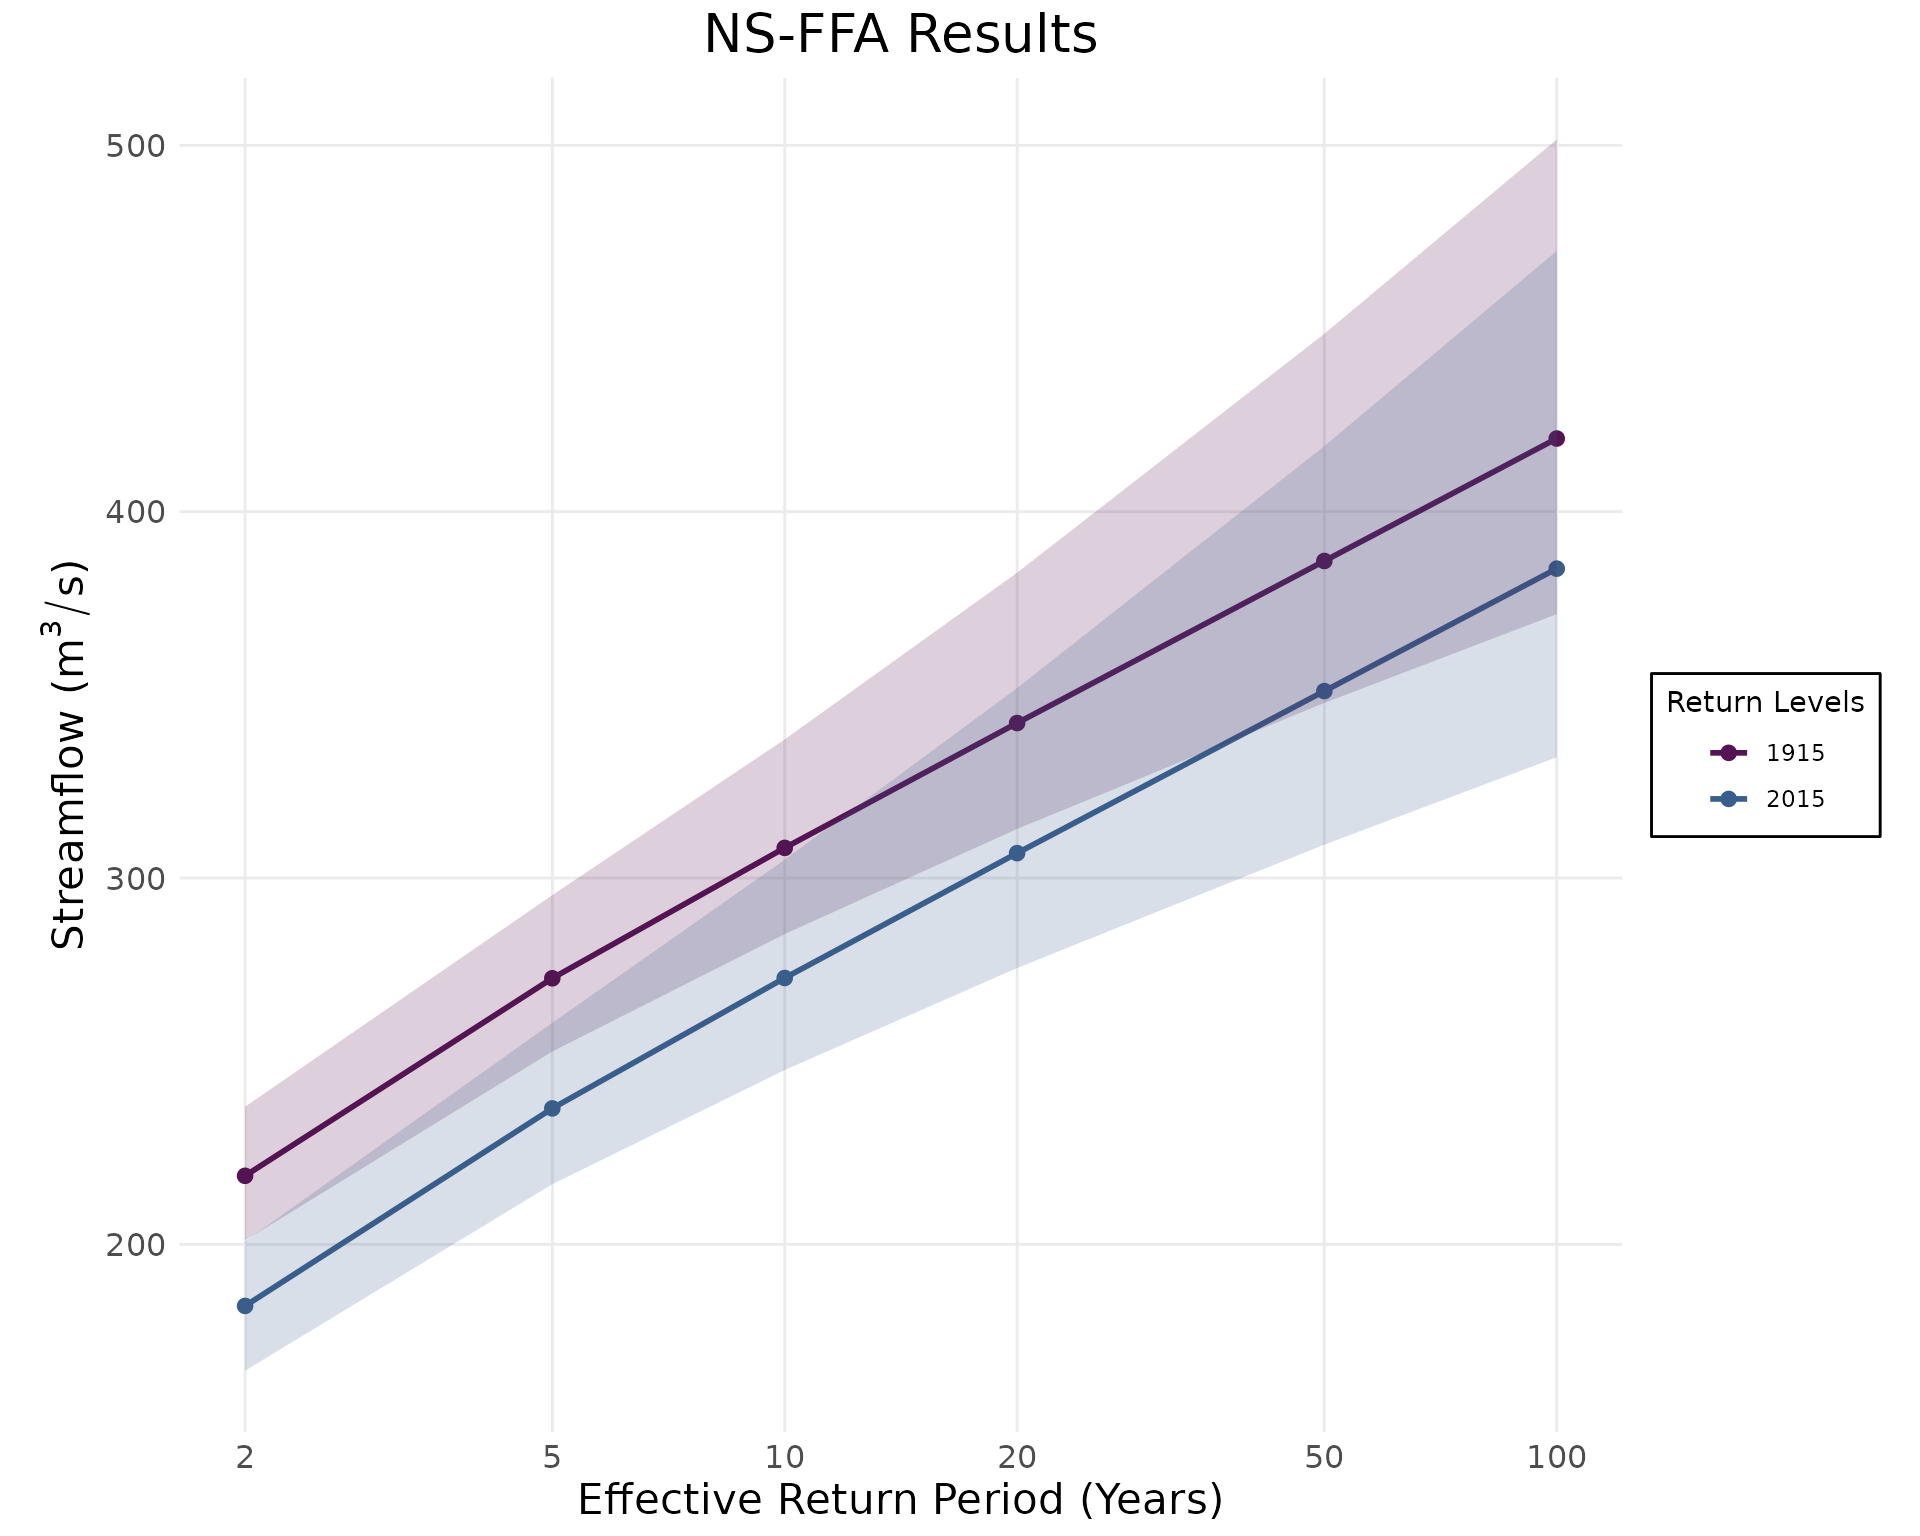 NS-FFA Results
500
400
300
200
Streamflow (m³/s)
2 5 10 20 50 100
Effective Return Period (Years)
Return Levels
1915
2015